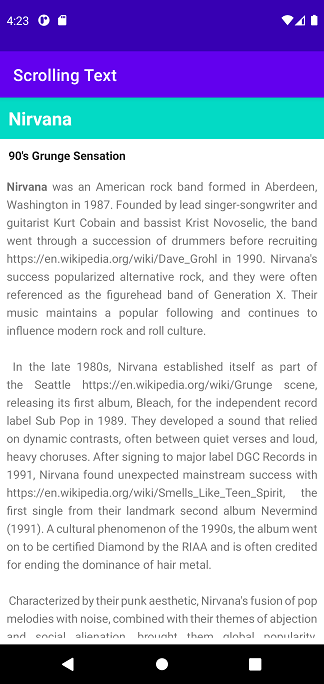 4:23
Scrolling Text
Nirvana
90's Grunge Sensation
Nirvana was an American rock band formed in Aberdeen,
Washington in 1987. Founded by lead singer-songwriter and
guitarist Kurt Cobain and bassist Krist Novoselic, the band
went through a succession of drummers before recruiting
https://en.wikipedia.org/wiki/Dave_Grohl in 1990. Nirvana's
success popularized alternative rock, and they were often
referenced as the figurehead band of Generation X. Their
music maintains a popular following and continues to
influence modern rock and roll culture.
In the late 1980s, Nirvana established itself as part of
the Seattle https://en.wikipedia.org/wiki/Grunge scene,
releasing its first album, Bleach, for the independent record
label Sub Pop in 1989. They developed a sound that relied
on dynamic contrasts, often between quiet verses and loud,
heavy choruses. After signing to major label DGC Records in
1991, Nirvana found unexpected mainstream success with
https://en.wikipedia.org/wiki/Smells_Like_Teen_Spirit, the
first single from their landmark second album Nevermind
(1991). A cultural phenomenon of the 1990s, the album went
on to be certified Diamond by the RIAA and is often credited
for ending the dominance of hair metal.
Characterized by their punk aesthetic, Nirvana's fusion of pop
melodies with noise, combined with their themes of abjection
and social alienation, brought them global popularity.